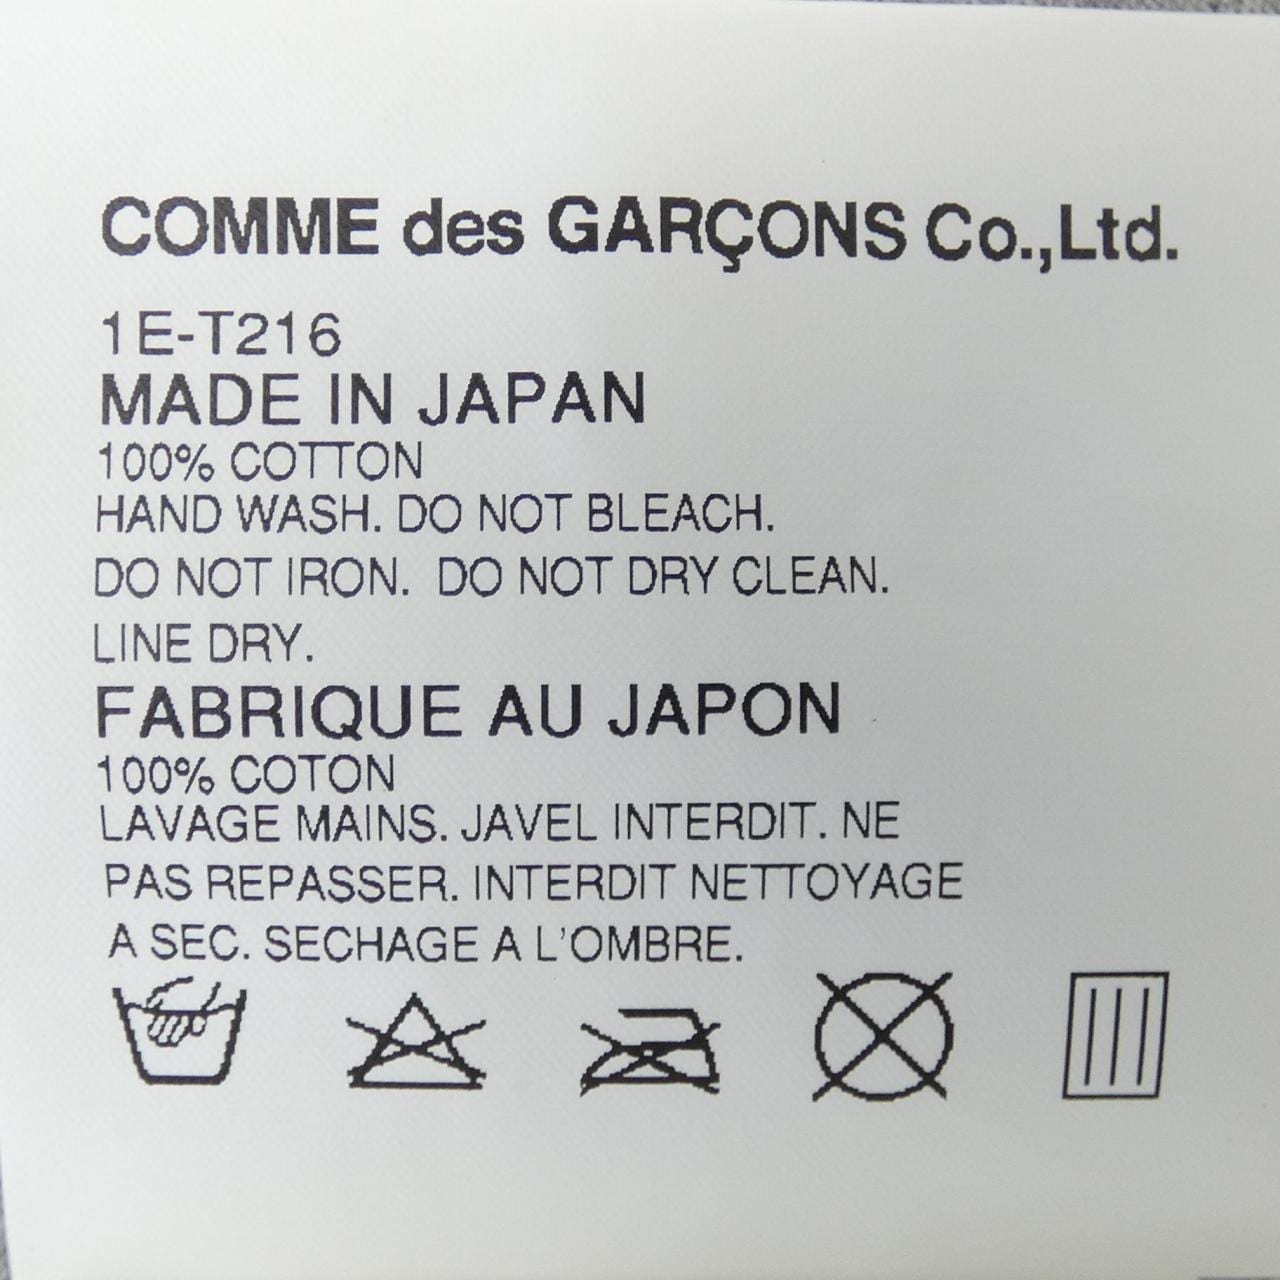 COMME des GARÇONS Co.,Ltd.
1E-T216
MADE IN JAPAN
100% COTTON
HAND WASH. DO NOT BLEACH.
DO NOT IRON. DO NOT DRY CLEAN.
LINE DRY.
FABRIQUE AU JAPON
100% COTON
LAVAGE MAINS. JAVEL INTERDIT. NE
PAS REPASSER. INTERDIT NETTOYAGE
A SEC. SECHAGE A L'OMBRE.